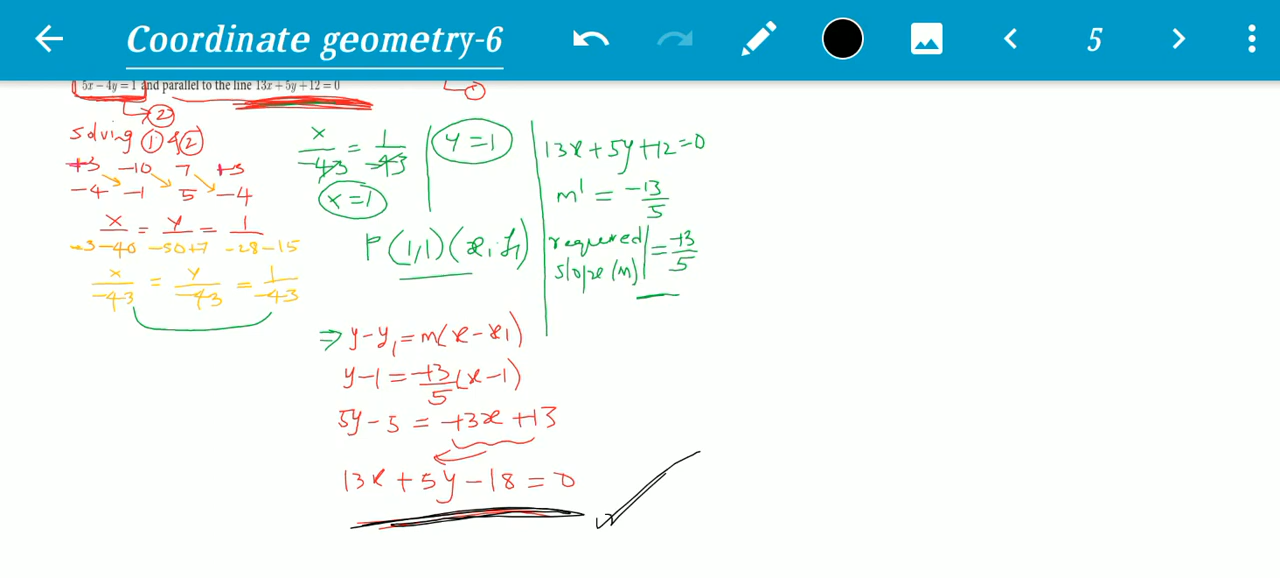 Coordinate geometry-6
5
5x – 4y = 1 and parallel to the line 13x + 5y + 12 = 0
①
②
solving ① & ②
-10 7
-4 -1 5 -4
x/-3-40 = y/-50+7 = 1/-28-15
x/-43 = y/-43 = 1/-43
x/-43 = 1/-43
x=1
y=1
P(1,1)(x1 y1)
13x+5y+12=0
m' = -13/5
required slope(m) = -13/5
⇒ y-y1 = m(x-x1)
y-1 = -13/5 (x-1)
5y-5 = -13x+13
13x+5y-18=0